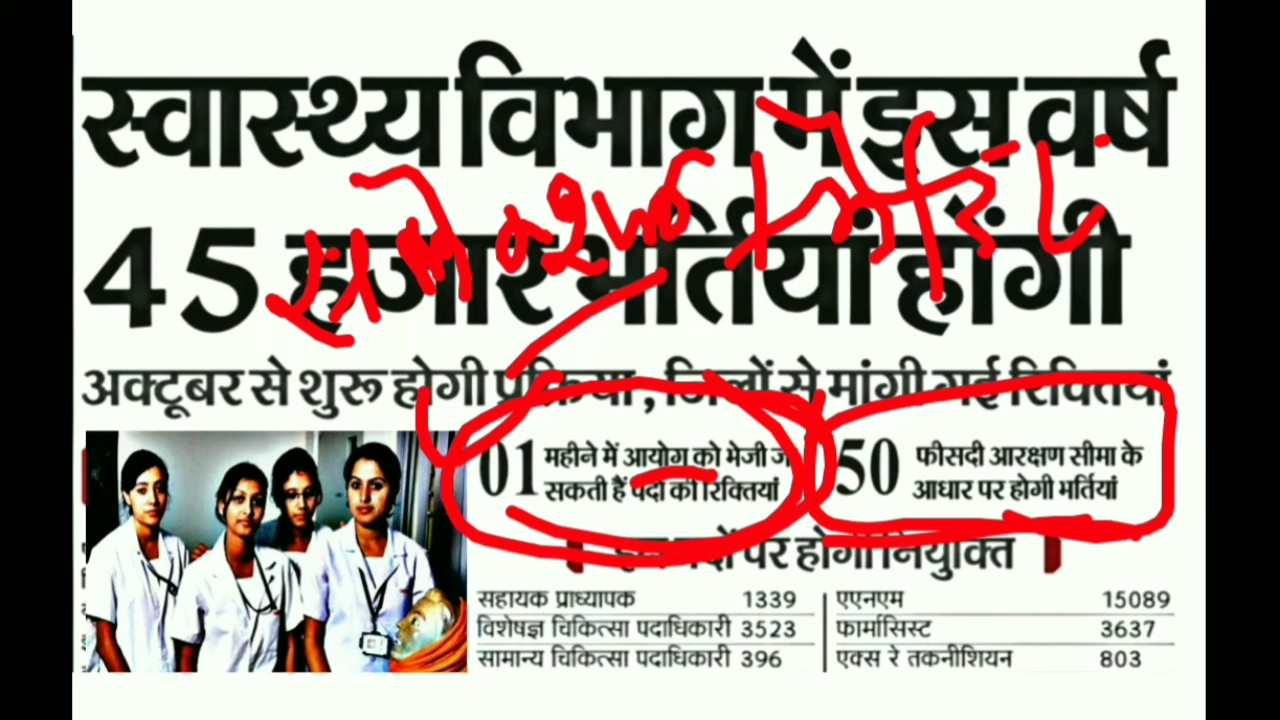 स्वास्थ्य विभाग में इस वर्ष
45 हजार भर्तियां होंगी
अक्टूबर से शुरू होगी प्रक्रिया, जिलों से मांगी गई रिक्तियां
01 महीने में आयोग को भेजी
सकती हैं पदों की रिक्तियां
50 फीसदी आरक्षण सीमा के
आधार पर होगी भर्तियां
पदों पर होगी नियुक्ति
सहायक प्राध्यापक 1339
विशेषज्ञ चिकित्सा पदाधिकारी 3523
सामान्य चिकित्सा पदाधिकारी 396
एएनएम 15089
फार्मासिस्ट 3637
एक्स रे तकनीशियन 803